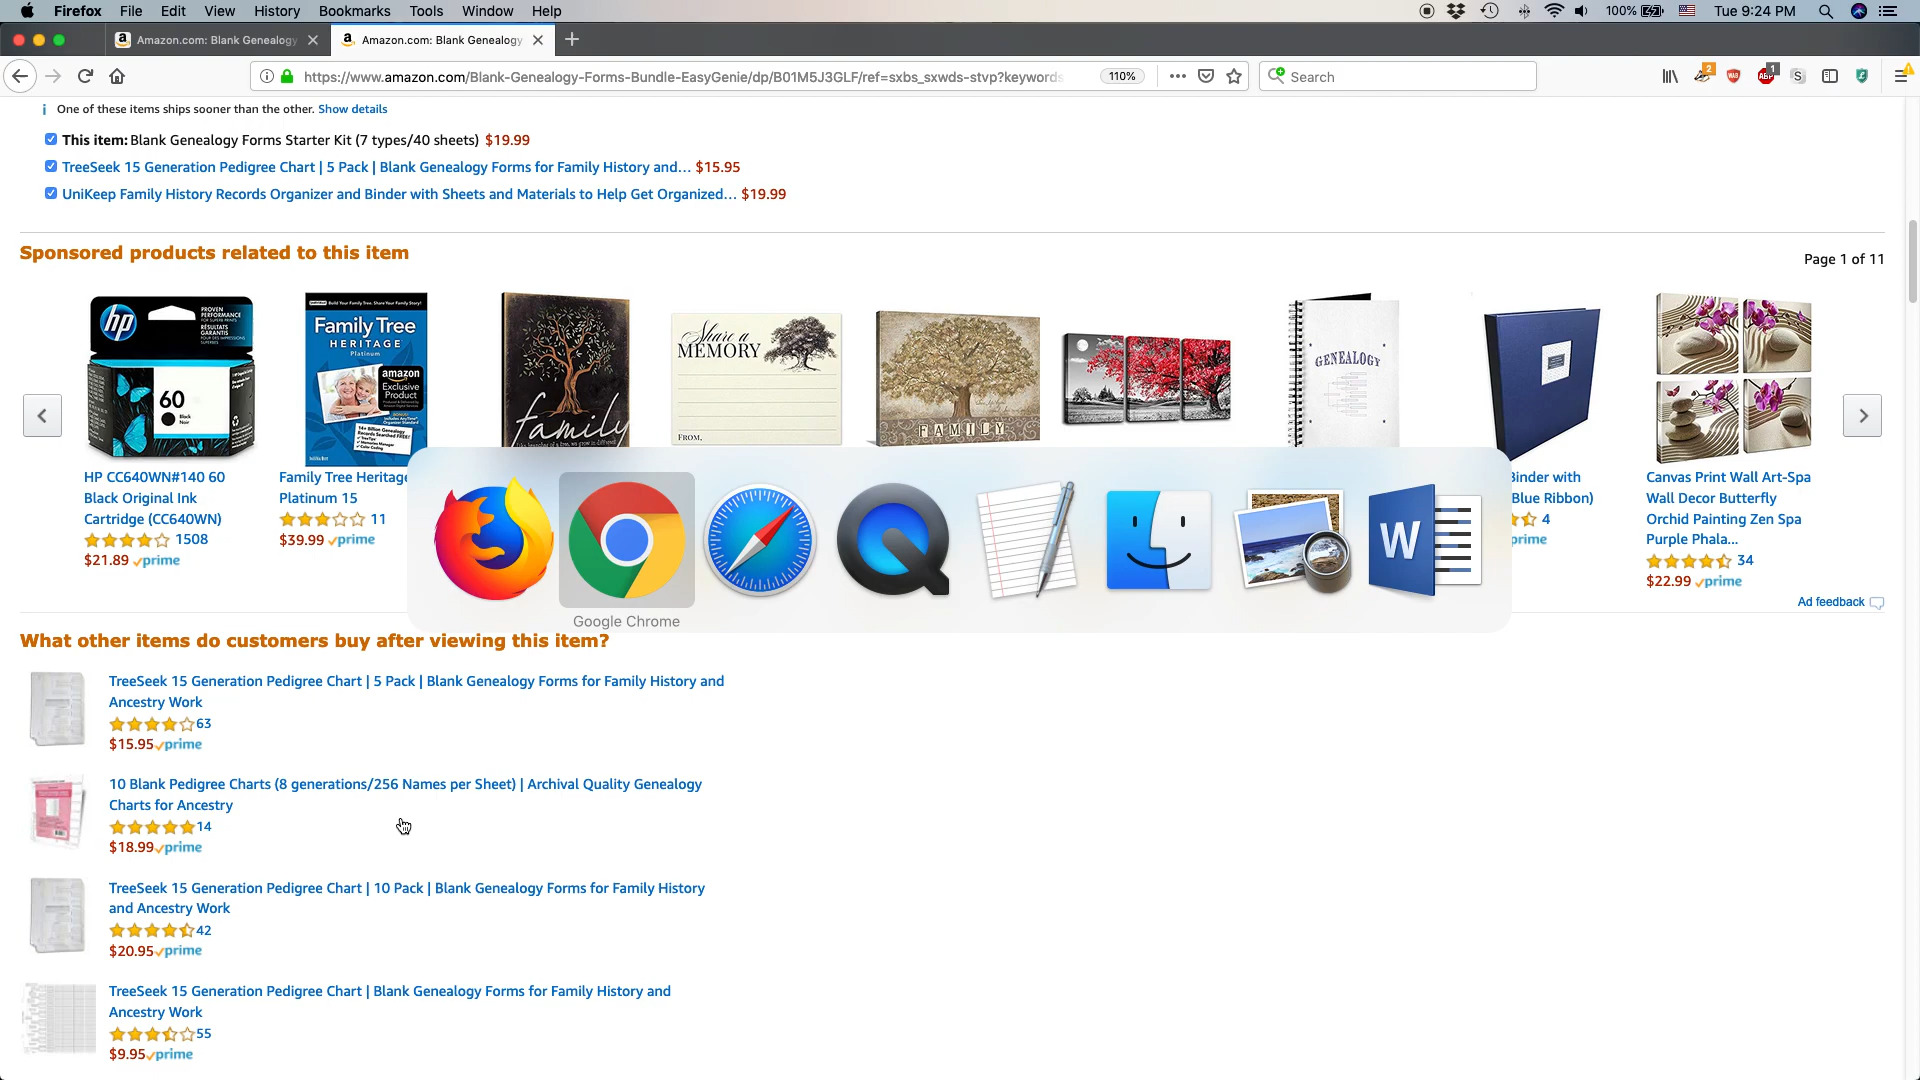 Firefox File Edit View History Bookmarks Tools Window Help 100% Tue 9:24 PM
Amazon.com: Blank Genealogy Amazon.com: Blank Genealogy
https://www.amazon.com/Blank-Genealogy-Forms-Bundle-EasyGenie/dp/B01M5J3GLF/ref=sxbs_sxwds-stvp?keywords 110% Search 2 1
One of these items ships sooner than the other. Show details
This item: Blank Genealogy Forms Starter Kit (7 types/40 sheets) $19.99
TreeSeek 15 Generation Pedigree Chart | 5 Pack | Blank Genealogy Forms for Family History and... $15.95
UniKeep Family History Records Organizer and Binder with Sheets and Materials to Help Get Organized... $19.99
Sponsored products related to this item
Page 1 of 11
hp
PROVEN PERFORMANCE
60
Black
Noir
Family Tree
HERITAGE
Platinum
amazon
Exclusive
Product
family
Share a
MEMORY
FROM,
FAMILY
GENEALOGY
HP CC640WN#140 60
Black Original Ink
Cartridge (CC640WN)
1508
$21.89 prime
Family Tree Heritage
Platinum 15
11
$39.99 prime
Binder with
Blue Ribbon)
4
prime
Canvas Print Wall Art-Spa
Wall Decor Butterfly
Orchid Painting Zen Spa
Purple Phala...
34
$22.99 prime
Ad feedback
W
Google Chrome
What other items do customers buy after viewing this item?
TreeSeek 15 Generation Pedigree Chart | 5 Pack | Blank Genealogy Forms for Family History and
Ancestry Work
63
$15.95 prime
10 Blank Pedigree Charts (8 generations/256 Names per Sheet) | Archival Quality Genealogy
Charts for Ancestry
14
$18.99 prime
TreeSeek 15 Generation Pedigree Chart | 10 Pack | Blank Genealogy Forms for Family History
and Ancestry Work
42
$20.95 prime
TreeSeek 15 Generation Pedigree Chart | Blank Genealogy Forms for Family History and
Ancestry Work
55
$9.95 prime